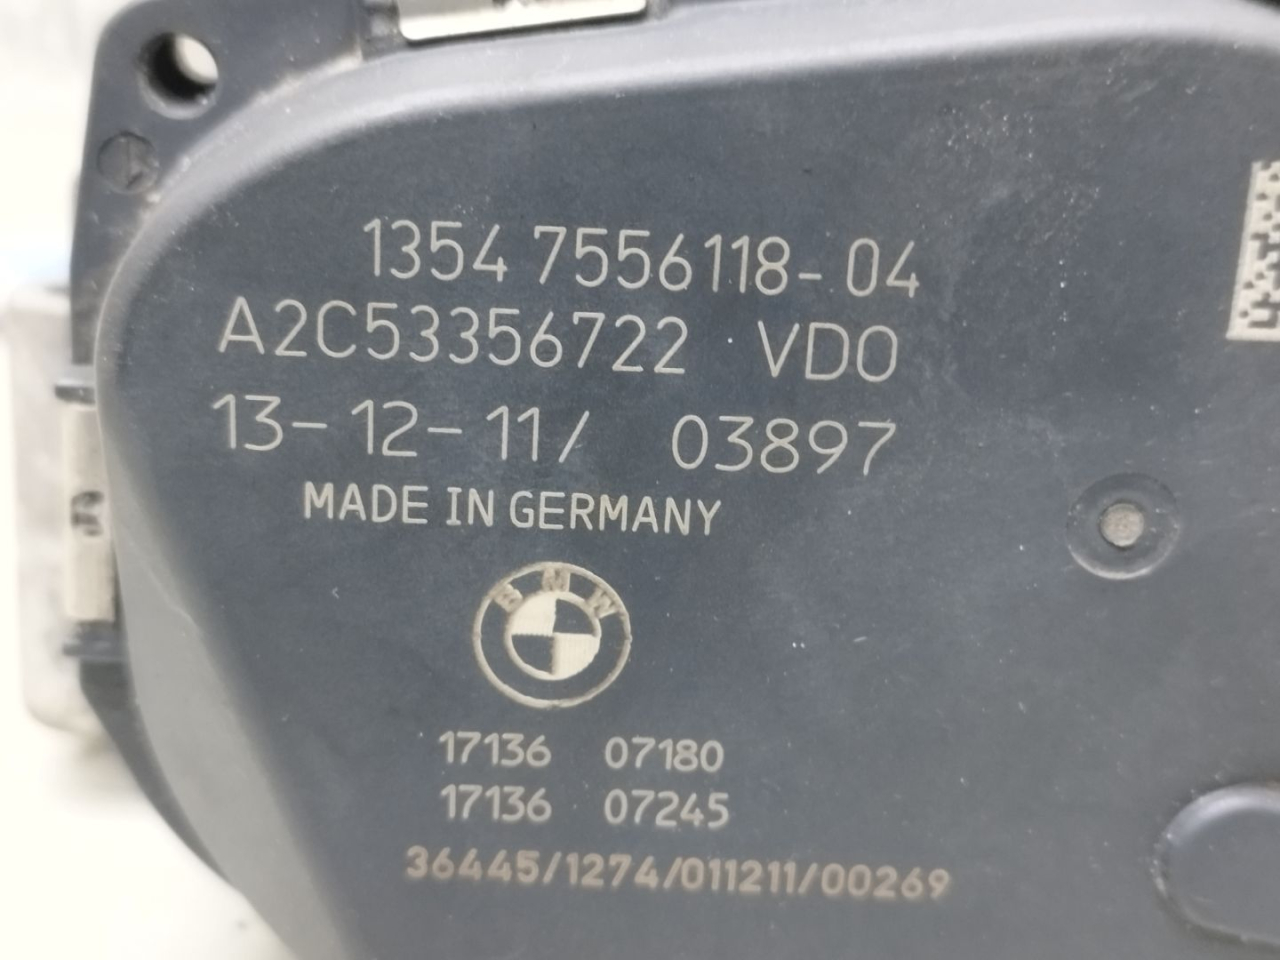 1354 7556118-04
A2C53356722 VDO
13-12-11/ 03897
MADE IN GERMANY
BMW
17136 07180
17136 07245
36445/1274/011211/00269